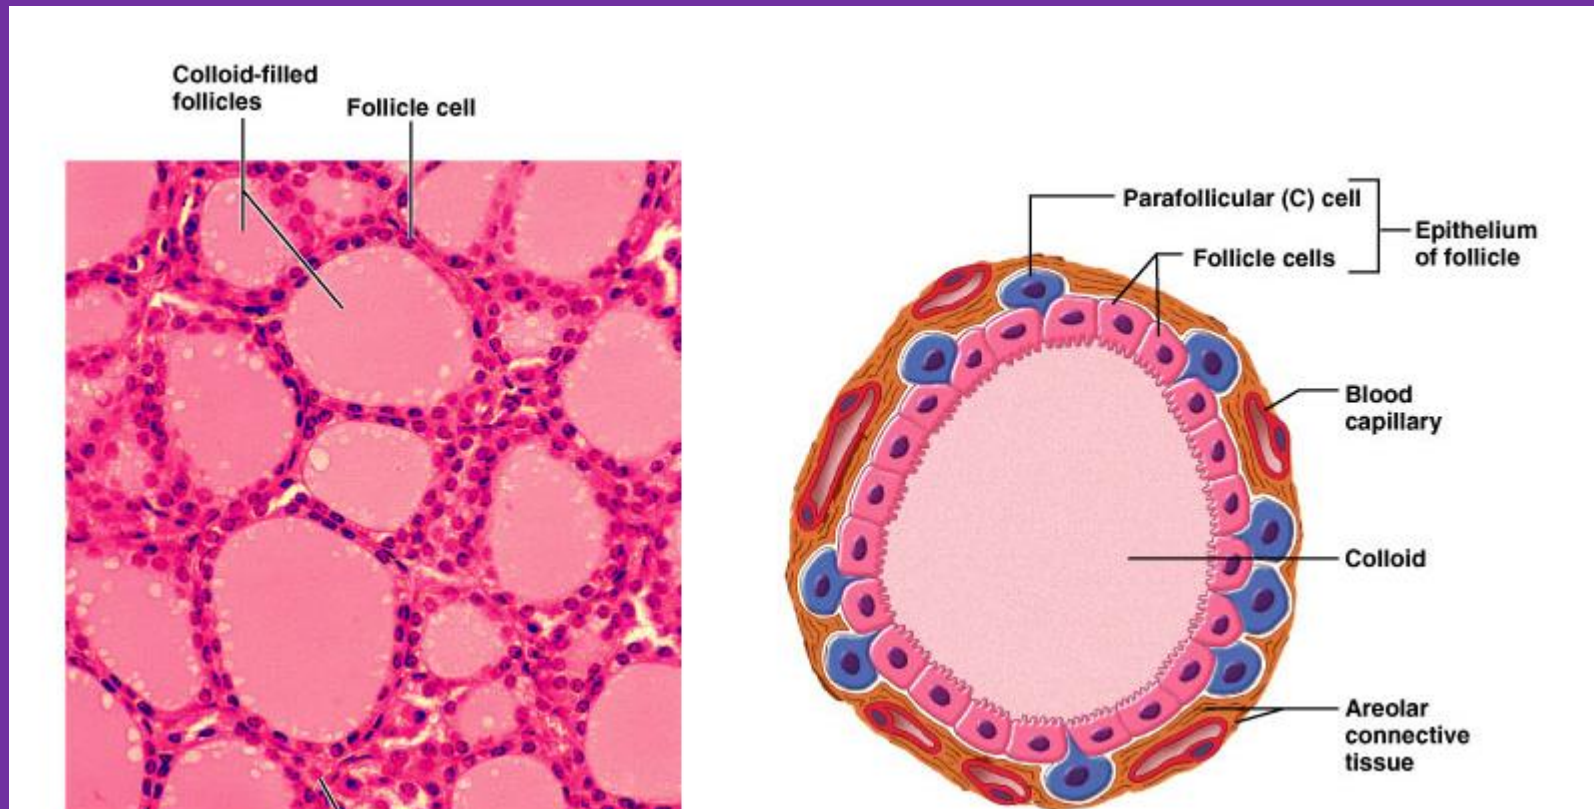 Colloid-filled
follicles
Follicle cell
Parafollicular (C) cell
Follicle cells
Epithelium
of follicle
Blood
capillary
Colloid
Areolar
connective
tissue